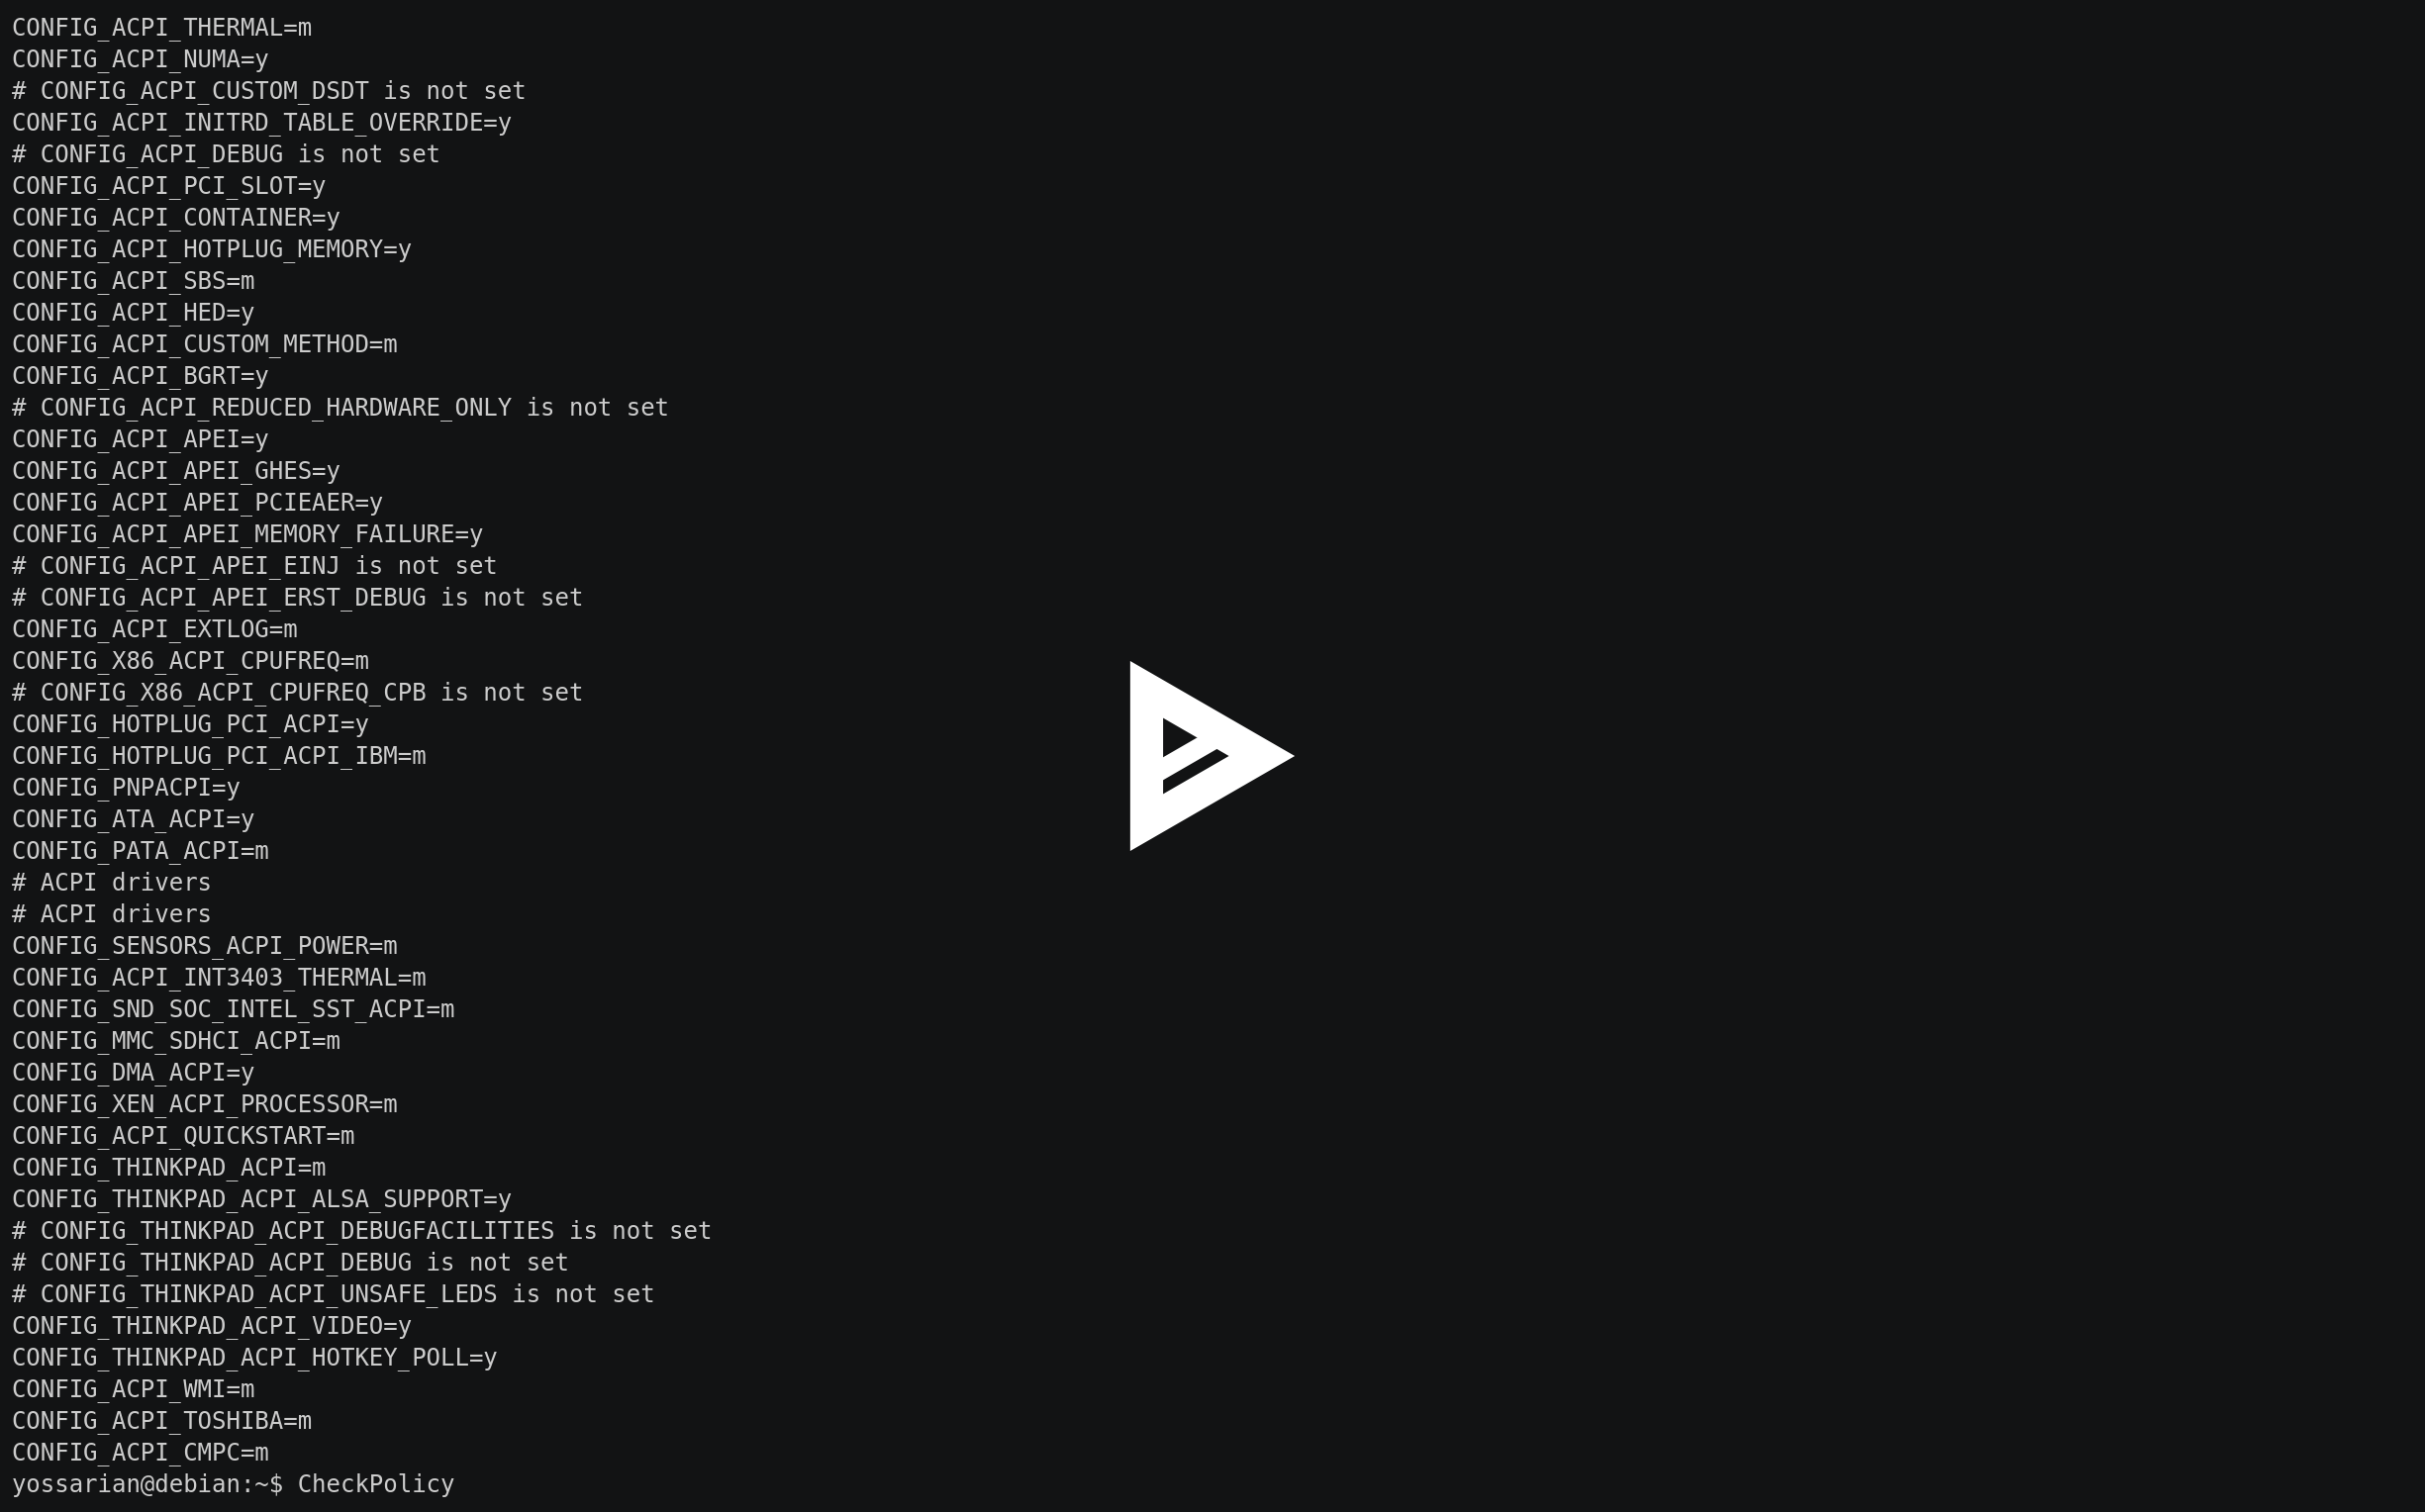 CONFIG_ACPI_THERMAL=m
CONFIG_ACPI_NUMA=y
# CONFIG_ACPI_CUSTOM_DSDT is not set
CONFIG_ACPI_INITRD_TABLE_OVERRIDE=y
# CONFIG_ACPI_DEBUG is not set
CONFIG_ACPI_PCI_SLOT=y
CONFIG_ACPI_CONTAINER=y
CONFIG_ACPI_HOTPLUG_MEMORY=y
CONFIG_ACPI_SBS=m
CONFIG_ACPI_HED=y
CONFIG_ACPI_CUSTOM_METHOD=m
CONFIG_ACPI_BGRT=y
# CONFIG_ACPI_REDUCED_HARDWARE_ONLY is not set
CONFIG_ACPI_APEI=y
CONFIG_ACPI_APEI_GHES=y
CONFIG_ACPI_APEI_PCIEAER=y
CONFIG_ACPI_APEI_MEMORY_FAILURE=y
# CONFIG_ACPI_APEI_EINJ is not set
# CONFIG_ACPI_APEI_ERST_DEBUG is not set
CONFIG_ACPI_EXTLOG=m
CONFIG_X86_ACPI_CPUFREQ=m
# CONFIG_X86_ACPI_CPUFREQ_CPB is not set
CONFIG_HOTPLUG_PCI_ACPI=y
CONFIG_HOTPLUG_PCI_ACPI_IBM=m
CONFIG_PNPACPI=y
CONFIG_ATA_ACPI=y
CONFIG_PATA_ACPI=m
# ACPI drivers
# ACPI drivers
CONFIG_SENSORS_ACPI_POWER=m
CONFIG_ACPI_INT3403_THERMAL=m
CONFIG_SND_SOC_INTEL_SST_ACPI=m
CONFIG_MMC_SDHCI_ACPI=m
CONFIG_DMA_ACPI=y
CONFIG_XEN_ACPI_PROCESSOR=m
CONFIG_ACPI_QUICKSTART=m
CONFIG_THINKPAD_ACPI=m
CONFIG_THINKPAD_ACPI_ALSA_SUPPORT=y
# CONFIG_THINKPAD_ACPI_DEBUGFACILITIES is not set
# CONFIG_THINKPAD_ACPI_DEBUG is not set
# CONFIG_THINKPAD_ACPI_UNSAFE_LEDS is not set
CONFIG_THINKPAD_ACPI_VIDEO=y
CONFIG_THINKPAD_ACPI_HOTKEY_POLL=y
CONFIG_ACPI_WMI=m
CONFIG_ACPI_TOSHIBA=m
CONFIG_ACPI_CMPC=m
yossarian@debian:~$ CheckPolicy